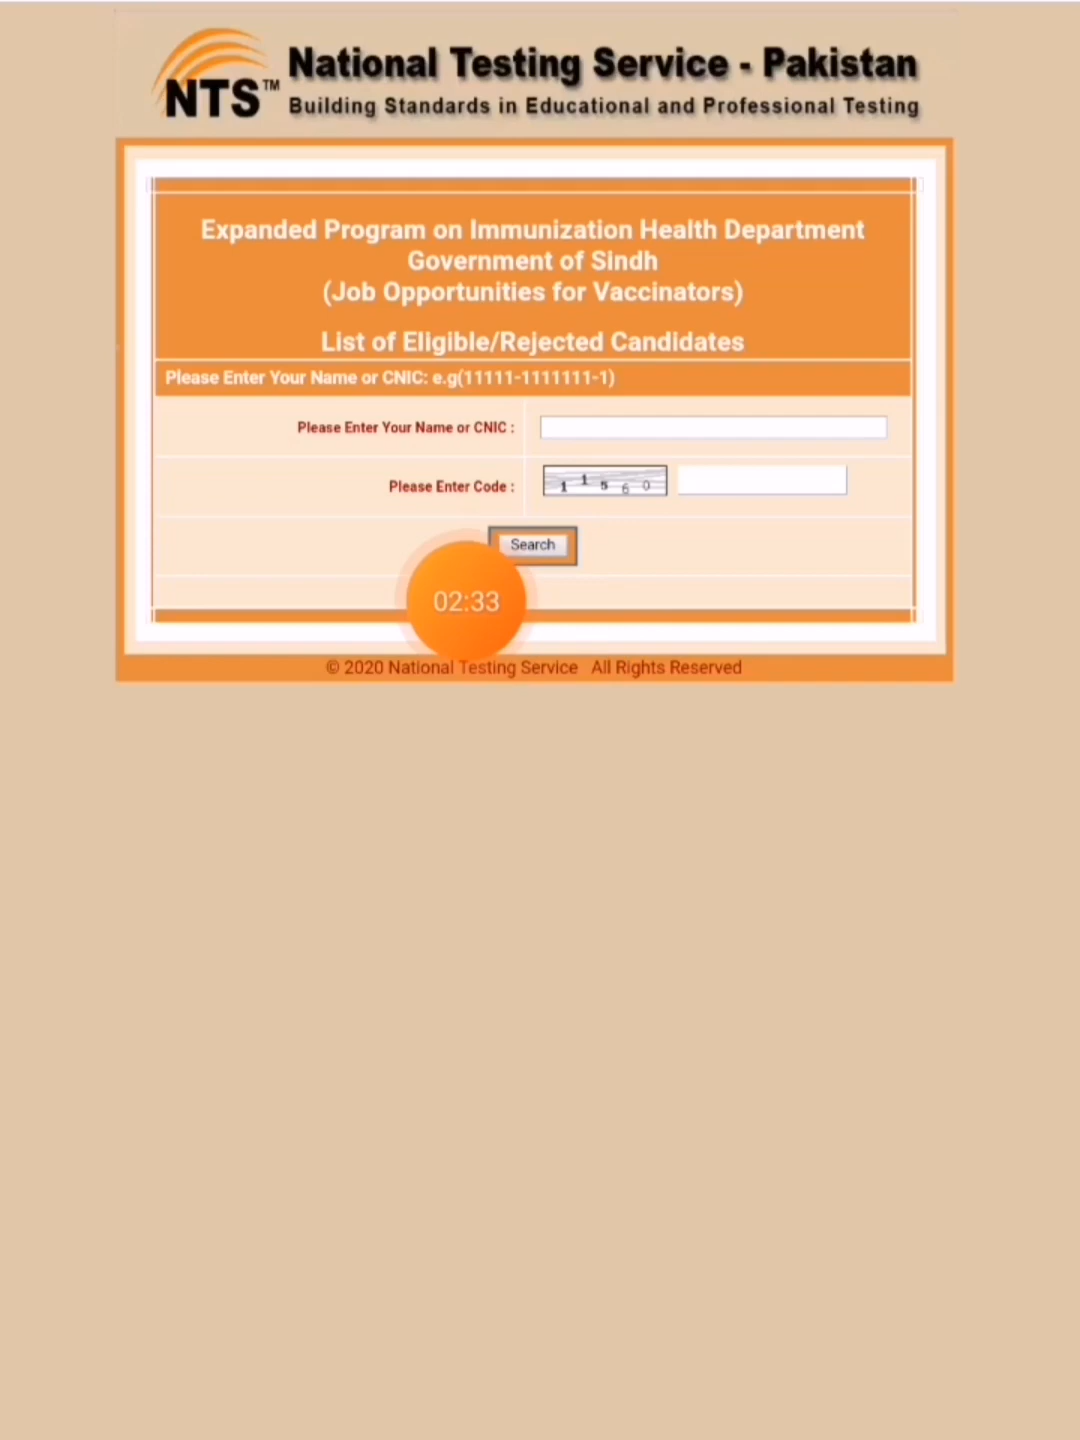 NTS™
National Testing Service - Pakistan
Building Standards in Educational and Professional Testing
Expanded Program on Immunization Health Department
Government of Sindh
(Job Opportunities for Vaccinators)
List of Eligible/Rejected Candidates
Please Enter Your Name or CNIC: e.g(11111-1111111-1)
Please Enter Your Name or CNIC :
Please Enter Code :
11560
Search
02:33
© 2020 National Testing Service All Rights Reserved